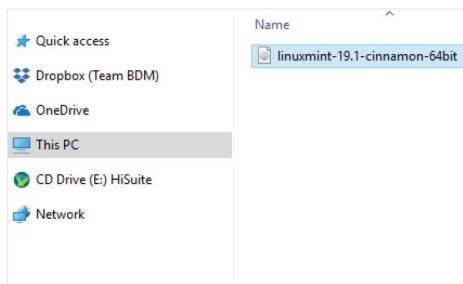 Quick access
Dropbox (Team BDM)
OneDrive
This PC
CD Drive (E:) HiSuite
Network
Name
linuxmint-19.1-cinnamon-64bit